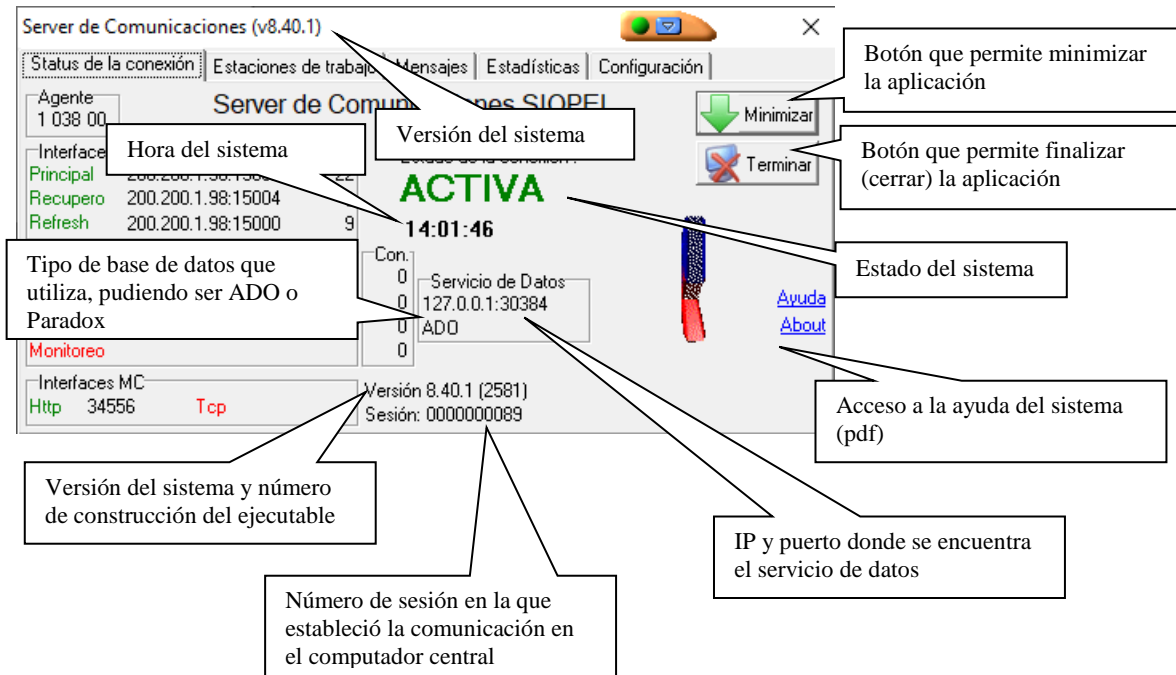 Server de Comunicaciones (v8.40.1)
Status de la conexión
Estaciones de trabajo
Mensajes
Estadísticas
Configuración
Botón que permite minimizar
la aplicación
Agente
1 038 00
Server de Comunicaciones SIOPEL
Minimizar
Versión del sistema
Hora del sistema
Botón que permite finalizar
(cerrar) la aplicación
Terminar
Principal
22
ACTIVA
Recupero 200.200.1.98:15004
Refresh 200.200.1.98:15000 9
14:01:46
Estado del sistema
Tipo de base de datos que
utiliza, pudiendo ser ADO o
Paradox
Con.
0
0
0
0
Servicio de Datos
127.0.0.1:30384
ADO
Ayuda
About
Monitoreo
Interfaces MC
Http 34556 Tcp
Versión 8.40.1 (2581)
Sesión: 0000000089
Acceso a la ayuda del sistema
(pdf)
Versión del sistema y número
de construcción del ejecutable
IP y puerto donde se encuentra
el servicio de datos
Número de sesión en la que
estableció la comunicación en
el computador central